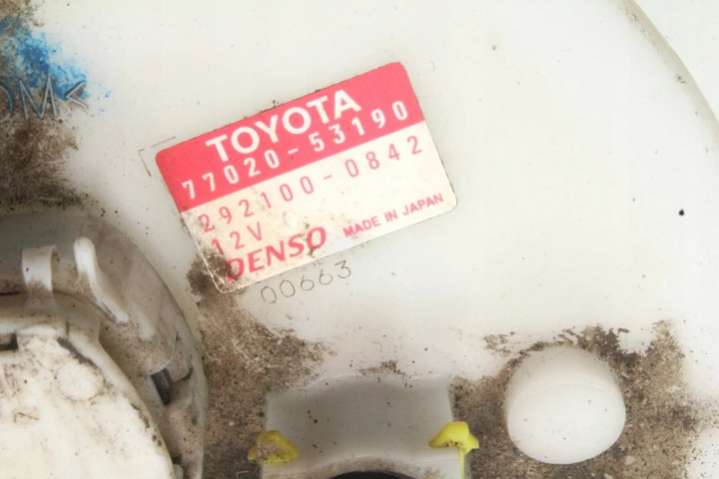 TOYOTA
77020-53190
292100-0842
12V
DENSO MADE IN JAPAN
00663